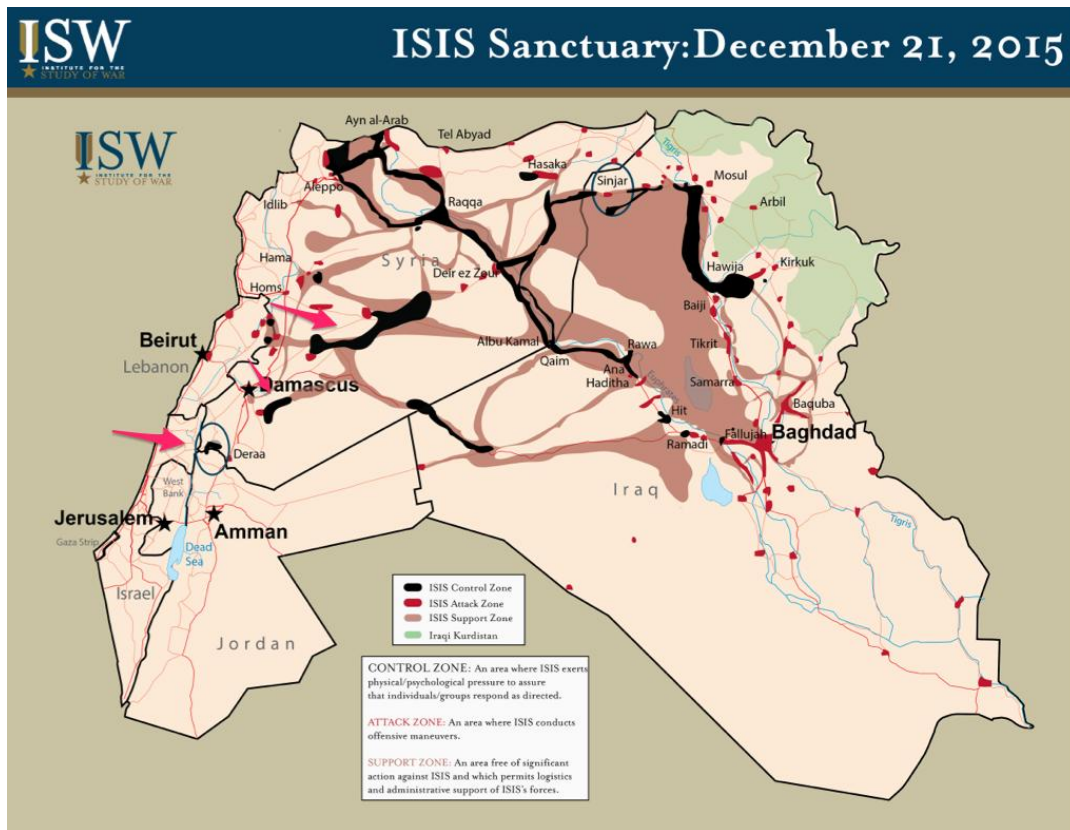 ISW
INSTITUTE FOR THE
STUDY OF WAR
ISIS Sanctuary:December 21, 2015
ISW
INSTITUTE FOR THE
STUDY OF WAR
Ayn al-Arab
Tel Abyad
Hasaka
Sinjar
Tigris
Mosul
Aleppo
Idlib
Raqqa
Arbil
Hama
Syria
Deir ez Zour
Hawija
Kirkuk
Homs
Baiji
Beirut
Lebanon
Albu Kamal
Qaim
Rawa
Ana
Haditha
Euphrates
Tikrit
Samarra
Damascus
Hit
Baquba
Ramadi
Fallujah
Baghdad
Deraa
West
Bank
Iraq
Jerusalem
Amman
Gaza Strip
Dead
Sea
Tigris
Israel
Jordan
ISIS Control Zone
ISIS Attack Zone
ISIS Support Zone
Iraqi Kurdistan
CONTROL ZONE: An area where ISIS exerts
physical/psychological pressure to assure
that individuals/groups respond as directed.
ATTACK ZONE: An area where ISIS conducts
offensive maneuvers.
SUPPORT ZONE: An area free of significant
action against ISIS and which permits logistics
and administrative support of ISIS's forces.